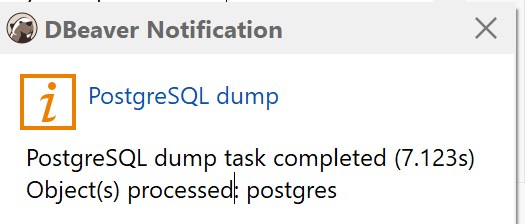 DBeaver Notification
PostgreSQL dump
PostgreSQL dump task completed (7.123s)
Object(s) processed: postgres